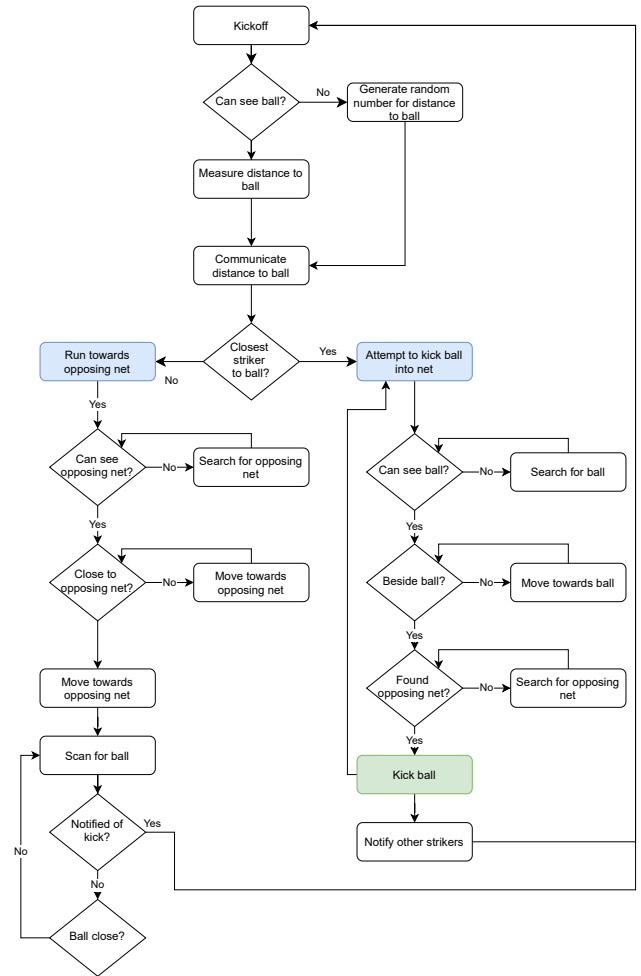 Kickoff
Can see ball?
No
Generate random
number for distance
to ball
Measure distance to
ball
Communicate
distance to ball
Closest
striker
to ball?
No
Yes
Run towards
opposing net
Attempt to kick ball
into net
Yes
Can see
opposing net?
No
Search for opposing
net
Can see ball?
No
Search for ball
Yes
Yes
Close to
opposing net?
No
Move towards
opposing net
Beside ball?
No
Move towards ball
Yes
Move towards
opposing net
Found
opposing net?
No
Search for opposing
net
Yes
Scan for ball
Kick ball
Notified of
kick?
Yes
Notify other strikers
No
No
Ball close?